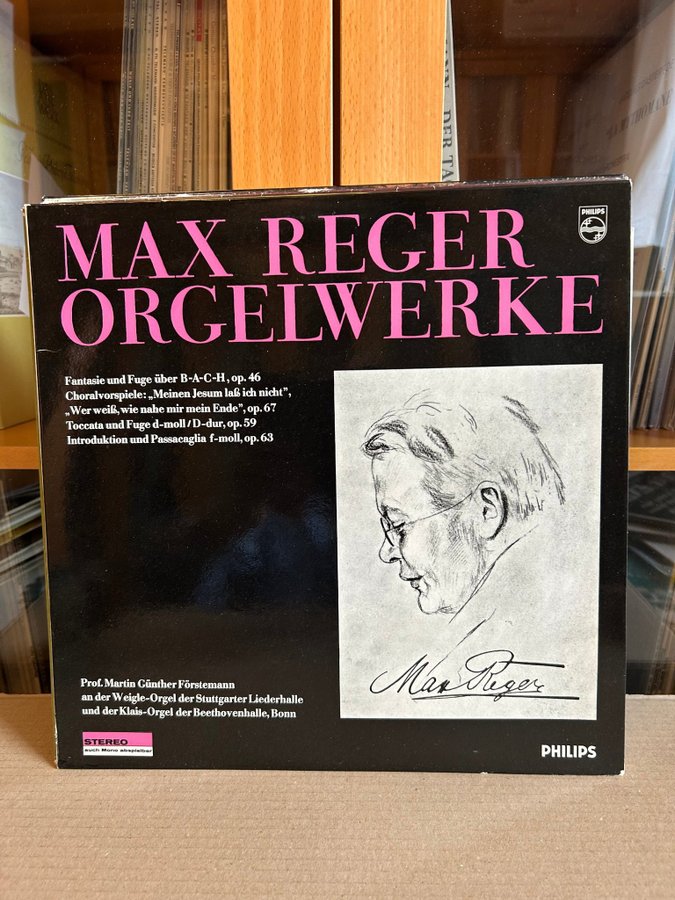 MAX REGER
ORGELWERKE
PHILIPS
Fantasie und Fuge über B-A-C-H, op. 46
Choralvorspiele: „Meinen Jesum laß ich nicht”,
„Wer weiß, wie nahe mir mein Ende”, op. 67
Toccata und Fuge d-moll/D-dur, op. 59
Introduktion und Passacaglia f-moll, op. 63
Max Reger
Prof. Martin Günther Förstemann
an der Weigle-Orgel der Stuttgarter Liederhalle
und der Klais-Orgel der Beethovenhalle, Bonn
STEREO
auch Mono abspielbar
PHILIPS